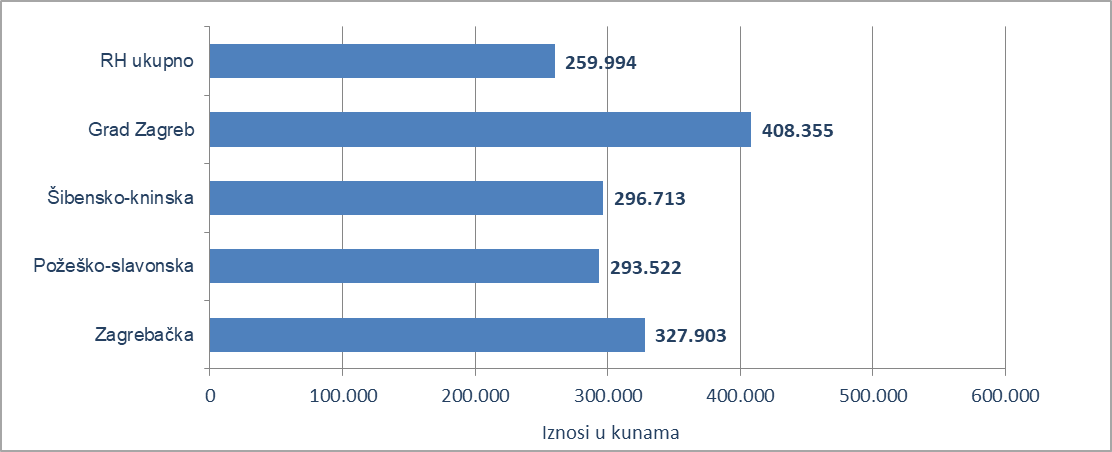 RH ukupno 259.994
Grad Zagreb 408.355
Šibensko-kninska 296.713
Požeško-slavonska 293.522
Zagrebačka 327.903
0 100.000 200.000 300.000 400.000 500.000 600.000
Iznosi u kunama